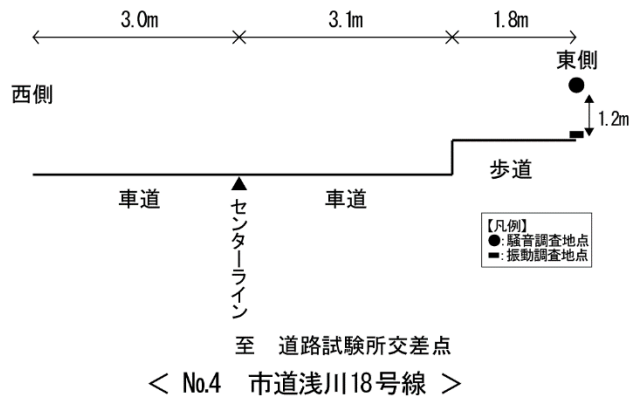 3.0m
3.1m
1.8m
東側
西側
1.2m
歩道
車道
車道
センターライン
【凡例】
●:騒音調査地点
■:振動調査地点
至 道路試験所交差点
＜ No.4 市道浅川18号線 ＞